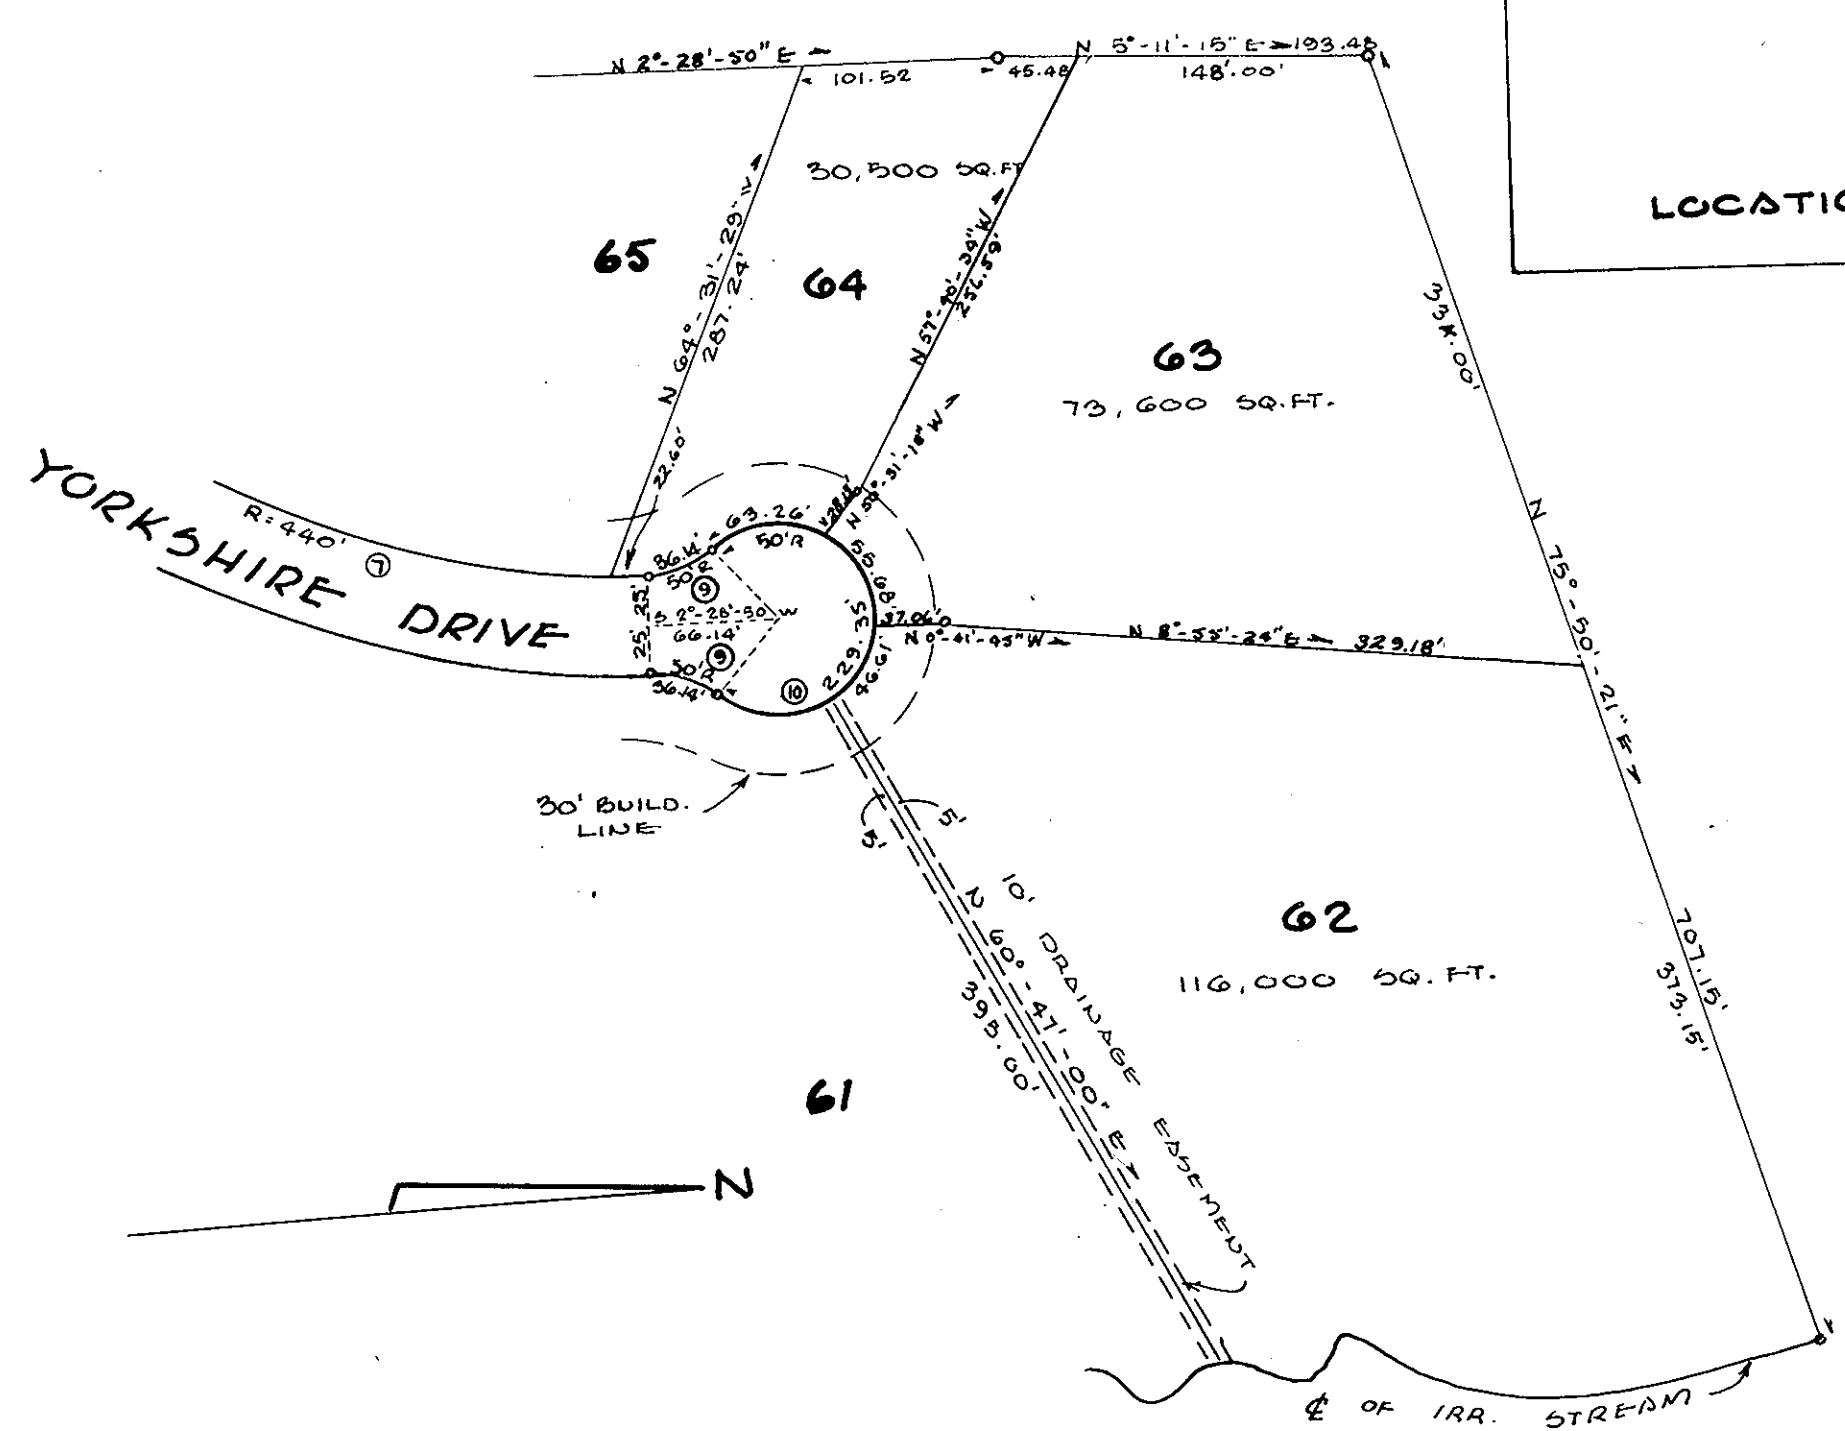 N 2°-28'-50" E
N 5°-11'-15" E 193.48
101.52
45.48
148'.00'
30,500 SQ.FT
LOCATIO
65
64
N 64°-31'-29" W
287.24'
N 57°-40'-34" W
256.59'
63
73,600 SQ.FT.
22.60'
N 50°-31'-18" W
YORKSHIRE DRIVE
R=440'
7
36.14'
50'R
9
63.26'
50'R
55.68'
25' 25'
S 2°-28'-50 W
66.14'
9
50'R
36.14'
10
229.35'
46.61'
37.06'
N 0°-41'-45" W
N 8°-55'-24" E 329.18'
N 75°-50'-21" E
707.15'
373.15'
30' BUILD.
LINE
5'
5'
62
116,000 SQ.FT.
10' DRAINAGE EASEMENT
N 60°-47'-00" E
61
N
℄ OF IRR. STREAM